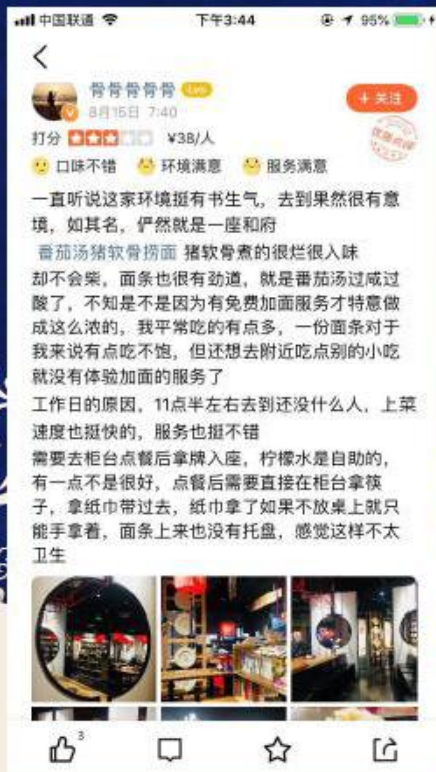 中国联通 下午3:44 95%
骨骨骨骨骨 Lv6
8月15日 7:40
+ 关注
打分 ¥38/人
优质点评
口味不错 环境满意 服务满意
一直听说这家环境挺有书生气，去到果然很有意
境，如其名，俨然就是一座和府
番茄汤猪软骨捞面 猪软骨煮的很烂很入味
却不会柴，面条也很有劲道，就是番茄汤过咸过
酸了，不知是不是因为有免费加面服务才特意做
成这么浓的，我平常吃的有点多，一份面条对于
我来说有点吃不饱，但还想去附近吃点别的小吃
就没有体验加面的服务了
工作日的原因，11点半左右去到还没什么人，上菜
速度也挺快的，服务也挺不错
需要去柜台点餐后拿牌入座，柠檬水是自助的，
有一点不是很好，点餐后需要直接在柜台拿筷
子，拿纸巾带过去，纸巾拿了如果不放桌上就只
能手拿着，面条上来也没有托盘，感觉这样不太
卫生
3